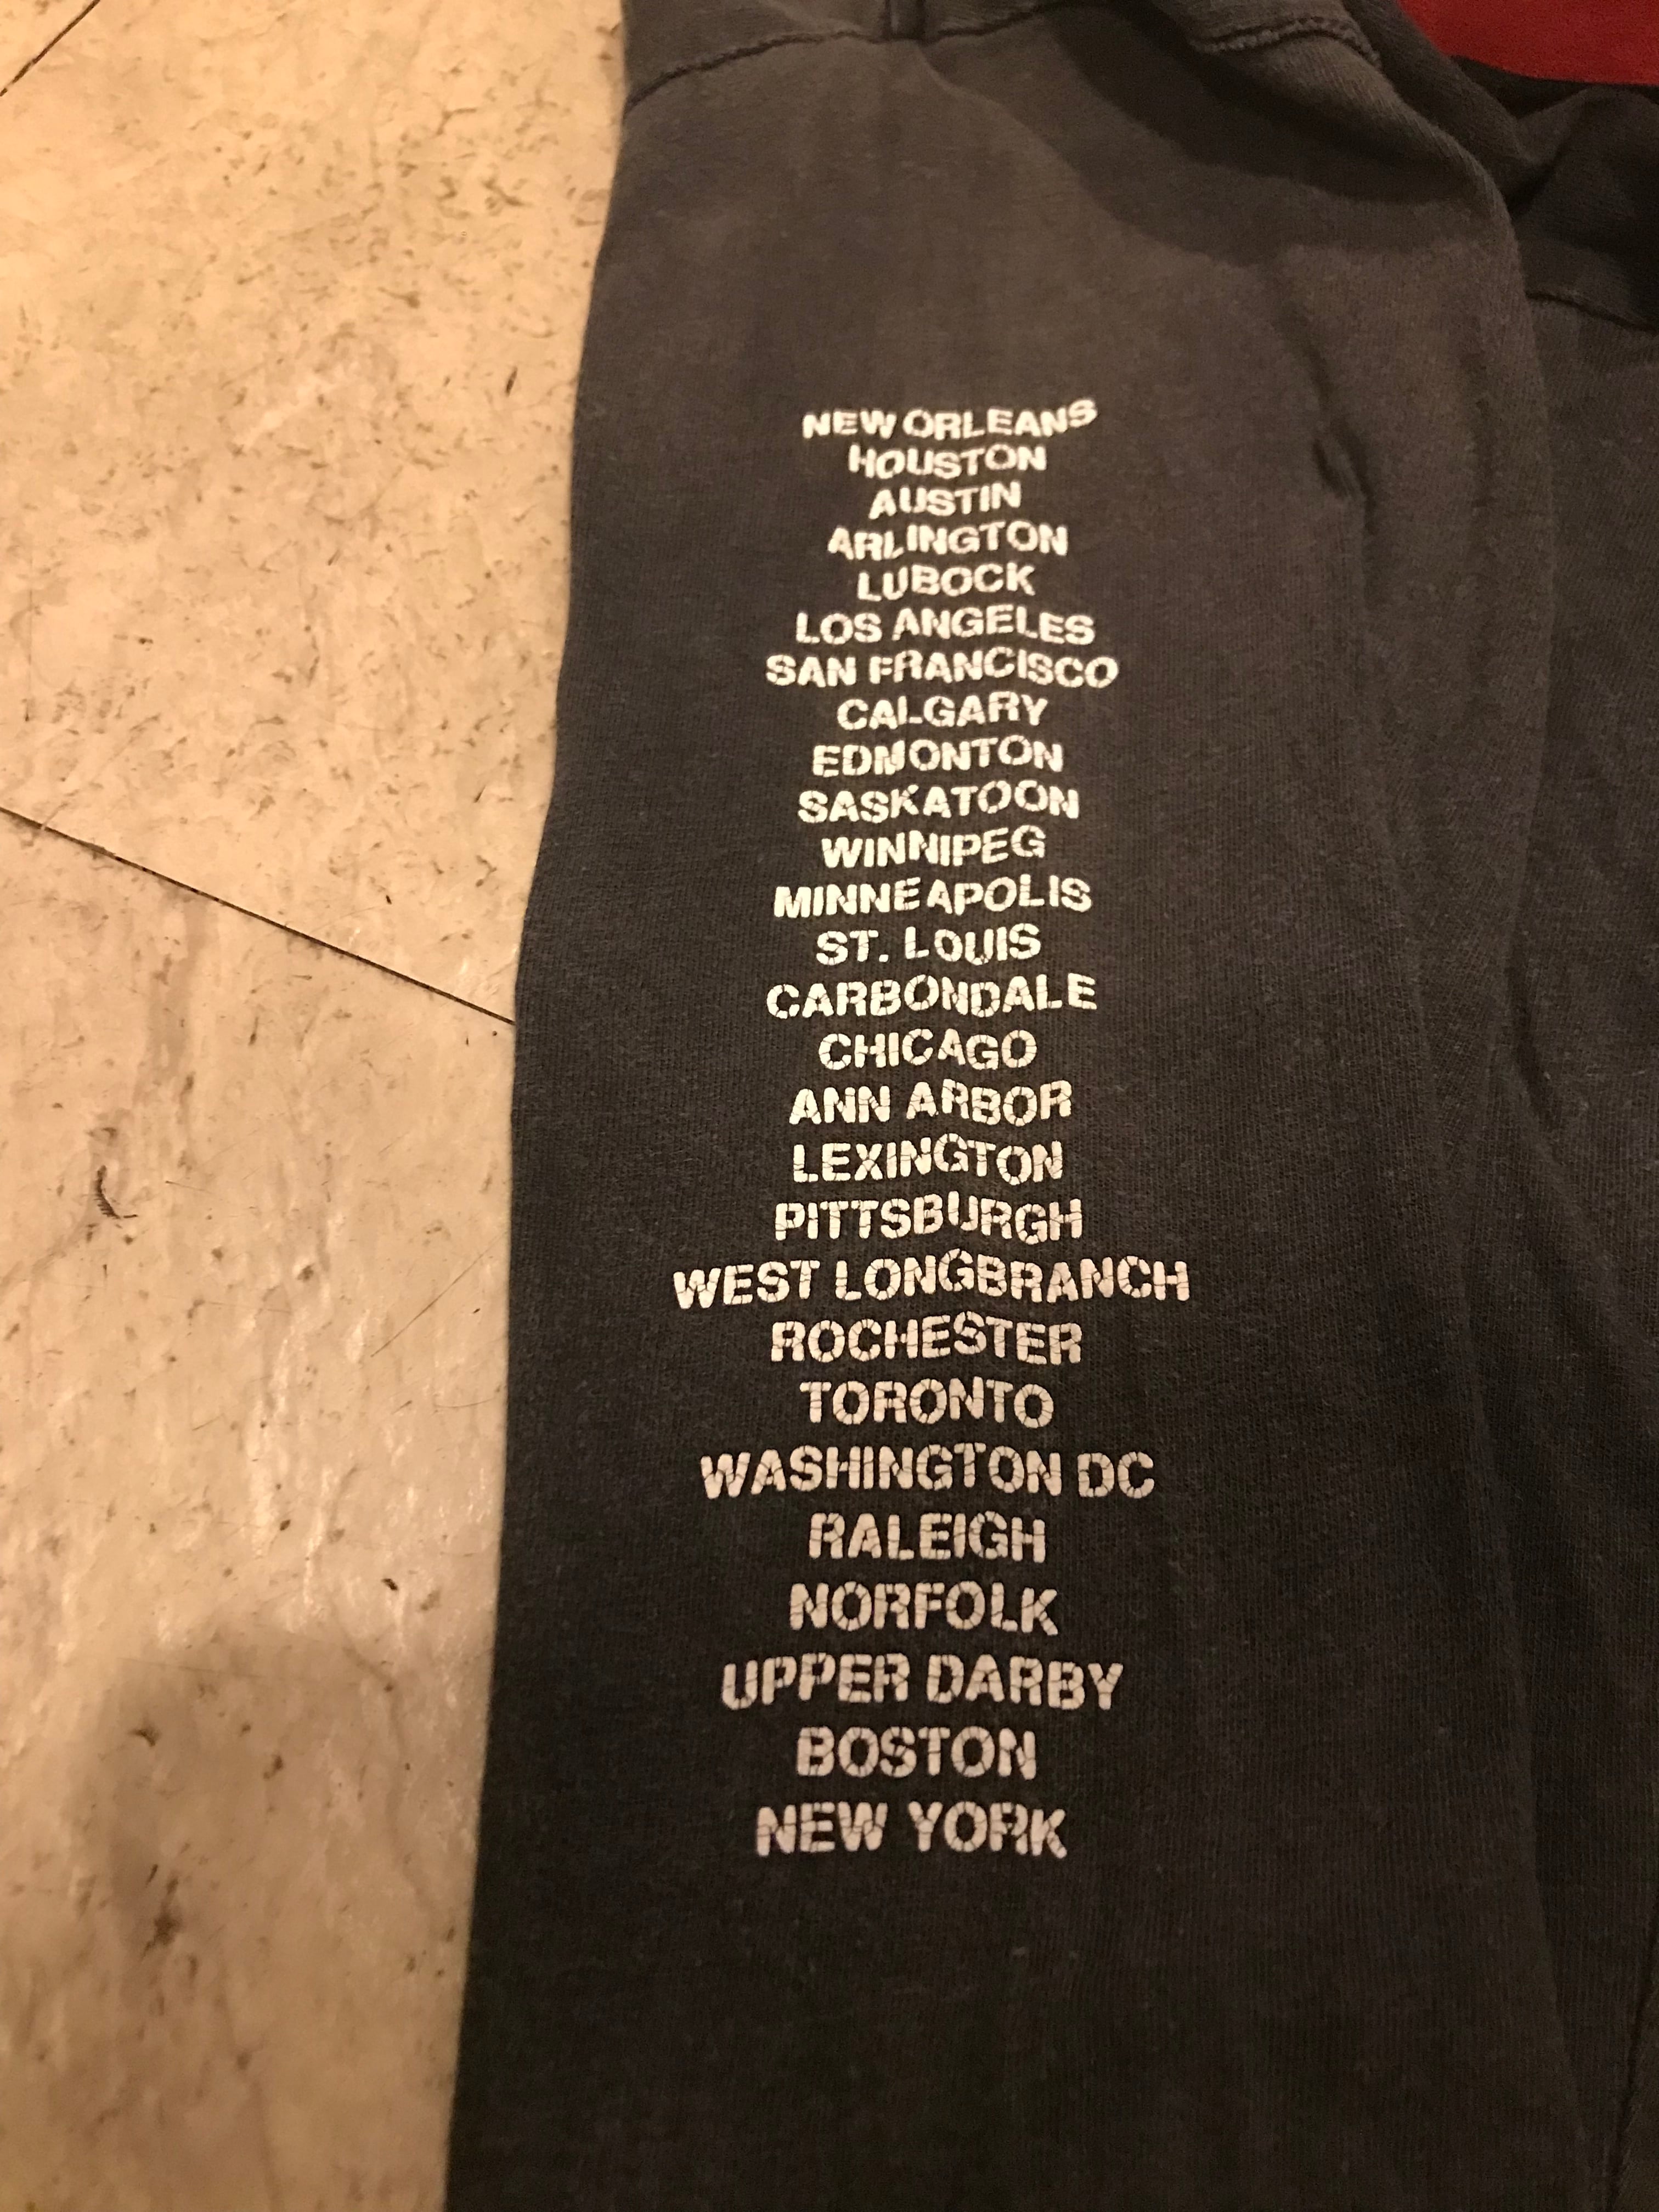 NEW ORLEANS
HOUSTON
AUSTIN
ARLINGTON
LUBOCK
LOS ANGELES
SAN FRANCISCO
CALGARY
EDMONTON
SASKATOON
WINNIPEG
MINNEAPOLIS
ST. LOUIS
CARBONDALE
CHICAGO
ANN ARBOR
LEXINGTON
PITTSBURGH
WEST LONGBRANCH
ROCHESTER
TORONTO
WASHINGTON DC
RALEIGH
NORFOLK
UPPER DARBY
BOSTON
NEW YORK